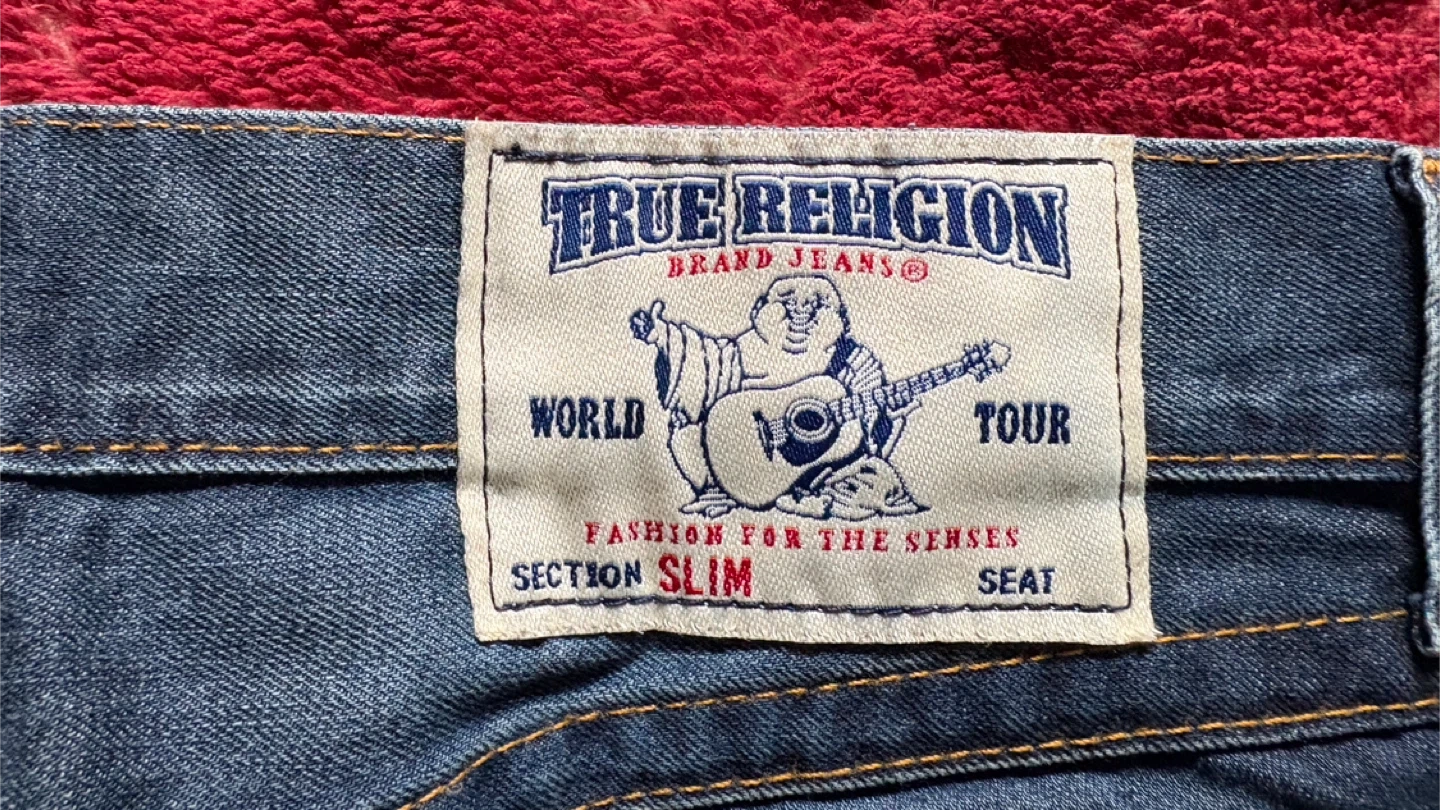 TRUE RELIGION
BRAND JEANS®
WORLD TOUR
FASHION FOR THE SENSES
SECTION SLIM SEAT